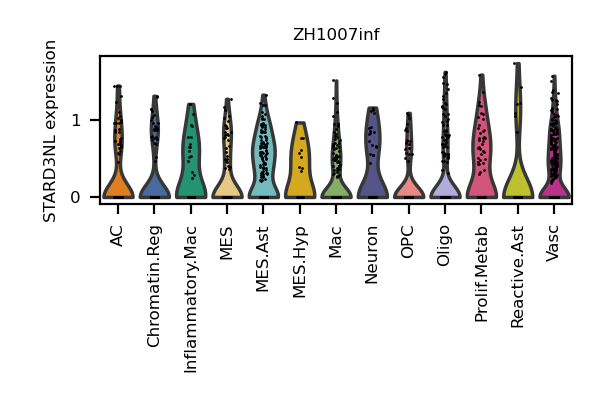 ZH1007inf
STARD3NL expression
1
0
AC
Chromatin.Reg
Inflammatory.Mac
MES
MES.Ast
MES.Hyp
Mac
Neuron
OPC
Oligo
Prolif.Metab
Reactive.Ast
Vasc